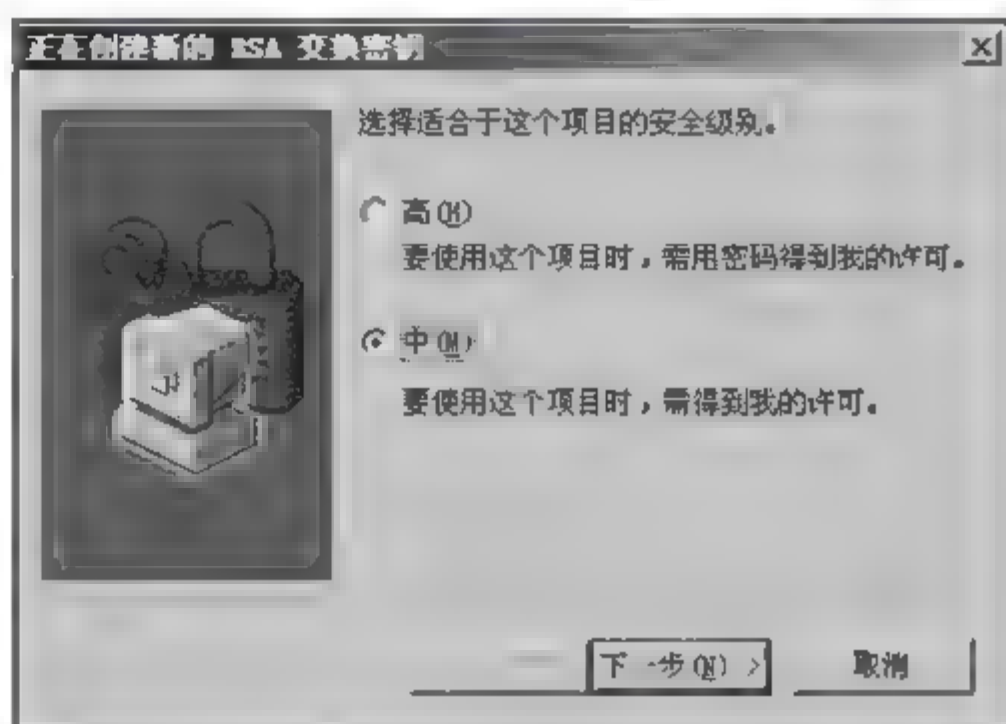 正在创建新的 RSA 交换密钥
选择适合于这个项目的安全级别。
高(H)
要使用这个项目时，需用密码得到我的许可。
中(M)
要使用这个项目时，需得到我的许可。
下一步(N) >
取消